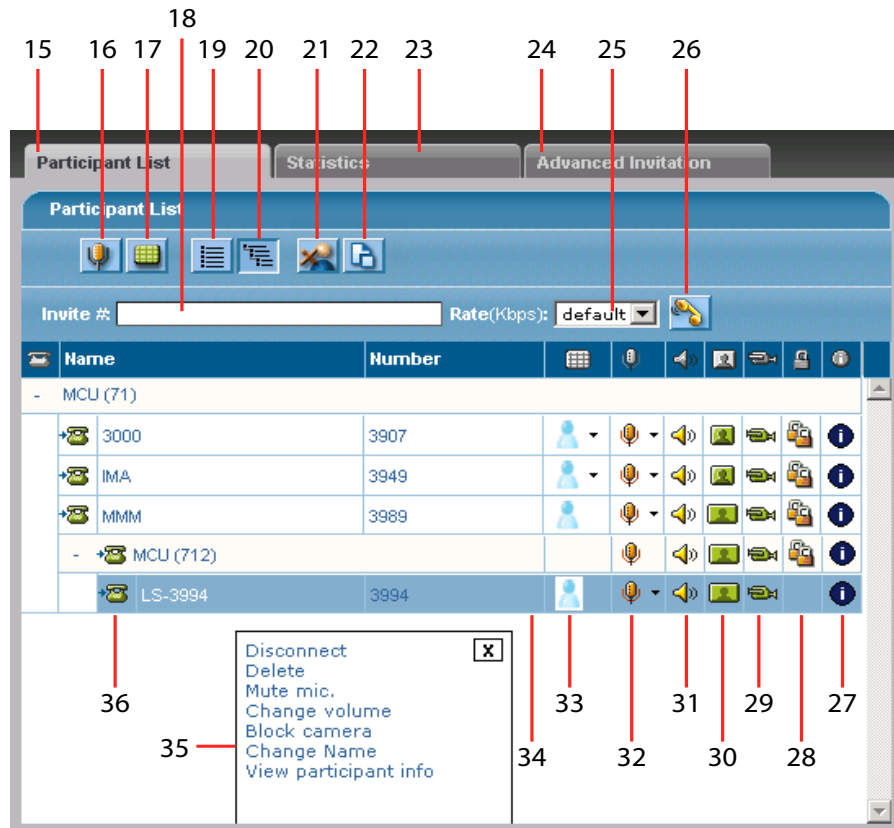 18
15 16 17 19 20 21 22 23 24 25 26
Participant List Statistics Advanced Invitation
Participant List
Invite #: Rate(Kbps): default
Name Number
- MCU (71)
3000 3907
IMA 3949
MMM 3989
- MCU (712)
LS-3994 3994
Disconnect X
Delete
Mute mic.
Change volume
Block camera
Change Name
View participant info
36 35 34 33 32 31 30 29 28 27